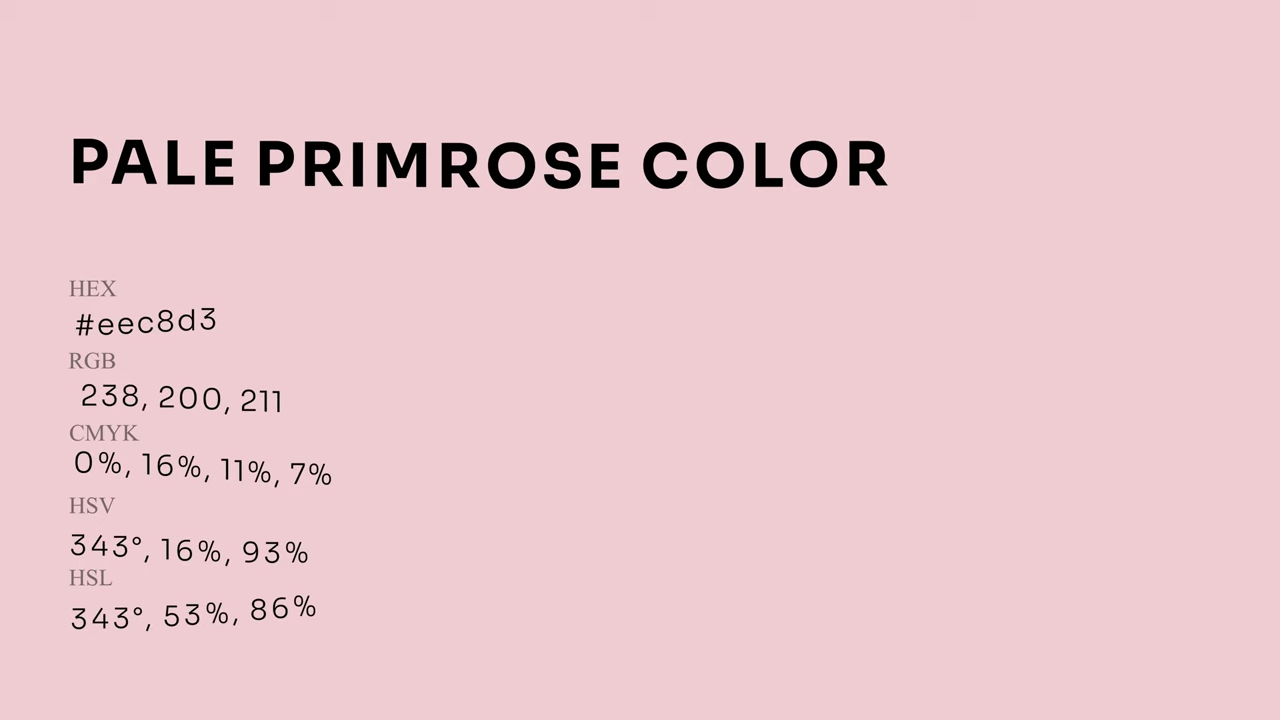 PALE PRIMROSE COLOR
HEX
#eec8d3
RGB
238, 200, 211
CMYK
0%, 16%, 11%, 7%
HSV
343°, 16%, 93%
HSL
343°, 53%, 86%